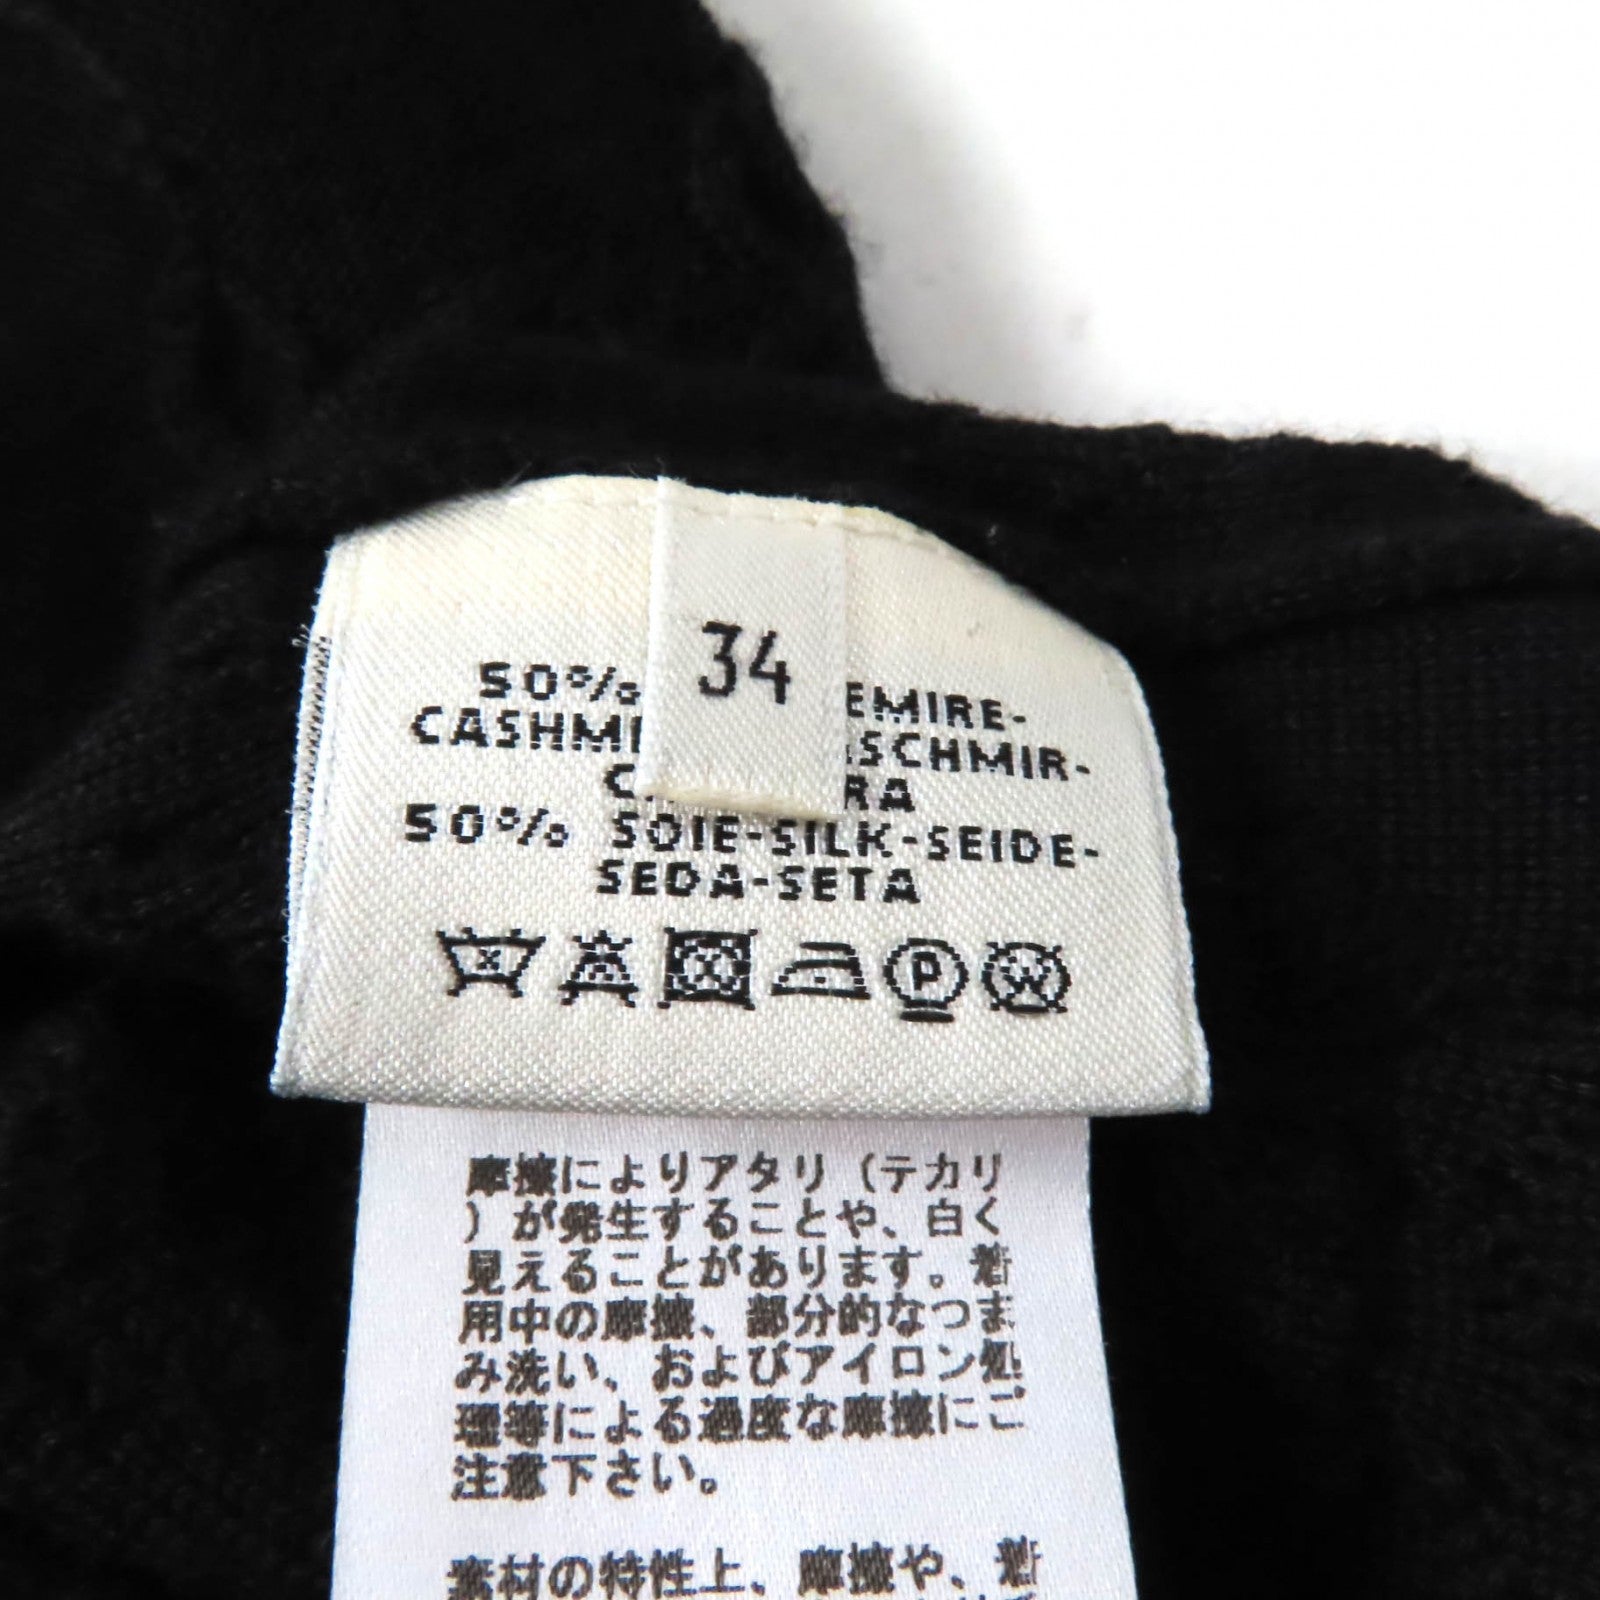 34
50% EMIRE-
CASHMI ASCHMIR-
C RA
50% SOIE-SILK-SEIDE-
SEDA-SETA
P W
摩擦によりアタリ（テカリ
）が発生することや、白く
見えることがあります。着
用中の摩擦、部分的なつま
み洗い、およびアイロン処
理等による過度な摩擦にご
注意下さい。
素材の特性上、摩擦や、着